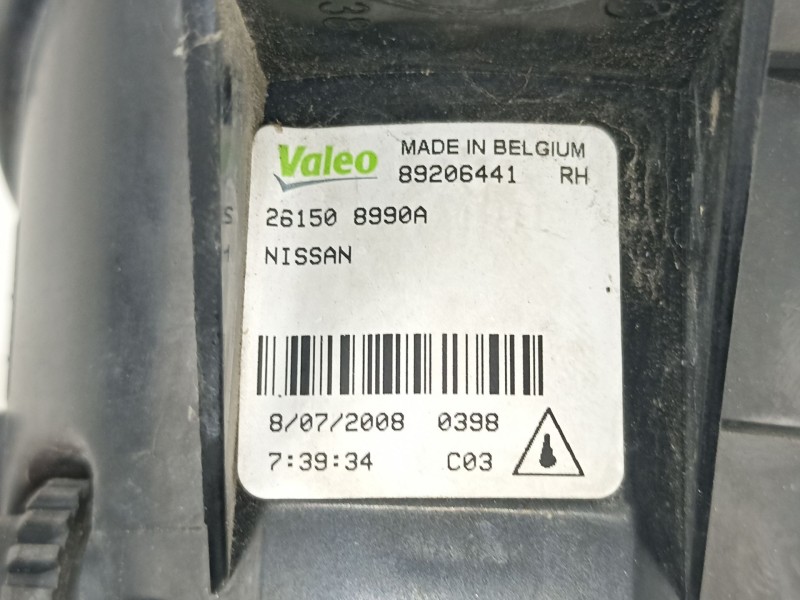 Valeo MADE IN BELGIUM
89206441 RH
26150 8990A
NISSAN
8/07/2008 0398
7:39:34 C03